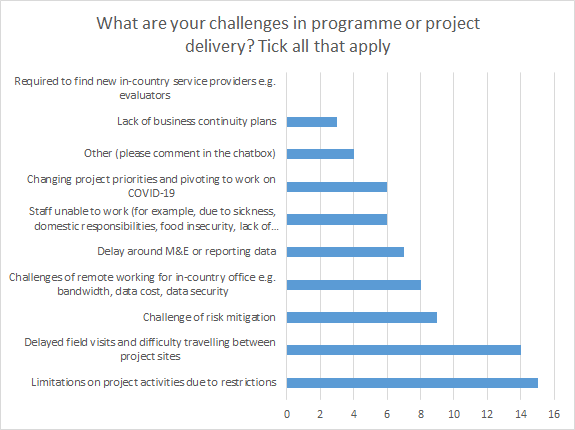 What are your challenges in programme or project
delivery? Tick all that apply
Required to find new in-country service providers e.g.
evaluators
Lack of business continuity plans
Other (please comment in the chatbox)
Changing project priorities and pivoting to work on
COVID-19
Staff unable to work (for example, due to sickness,
domestic responsibilities, food insecurity, lack of...
Delay around M&E or reporting data
Challenges of remote working for in-country office e.g.
bandwidth, data cost, data security
Challenge of risk mitigation
Delayed field visits and difficulty travelling between
project sites
Limitations on project activities due to restrictions
0 2 4 6 8 10 12 14 16